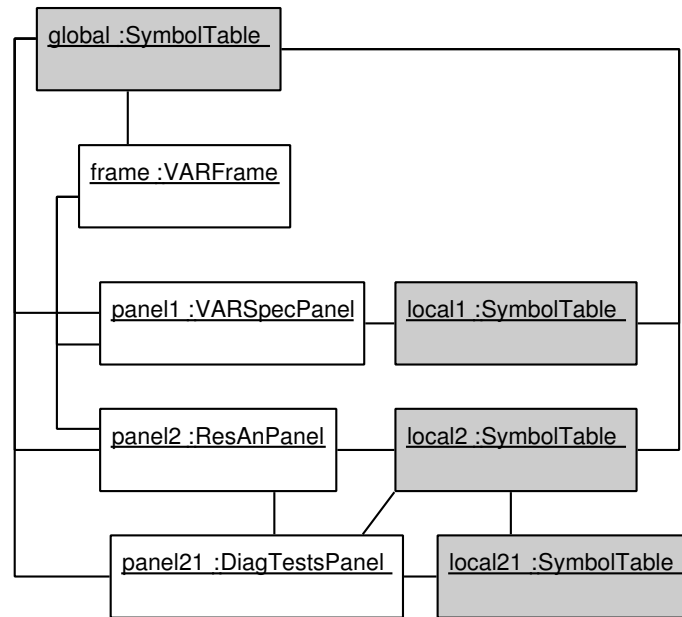 global :SymbolTable
frame :VARFrame
panel1 :VARSpecPanel
local1 :SymbolTable
panel2 :ResAnPanel
local2 :SymbolTable
panel21 :DiagTestsPanel
local21 :SymbolTable